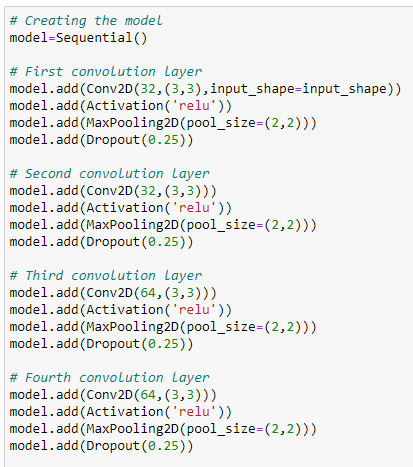 # Creating the model
model=Sequential()
# First convolution layer
model.add(Conv2D(32,(3,3),input_shape=input_shape))
model.add(Activation('relu'))
model.add(MaxPooling2D(pool_size=(2,2)))
model.add(Dropout(0.25))
# Second convolution layer
model.add(Conv2D(32,(3,3)))
model.add(Activation('relu'))
model.add(MaxPooling2D(pool_size=(2,2)))
model.add(Dropout(0.25))
# Third convolution layer
model.add(Conv2D(64,(3,3)))
model.add(Activation('relu'))
model.add(MaxPooling2D(pool_size=(2,2)))
model.add(Dropout(0.25))
# Fourth convolution layer
model.add(Conv2D(64,(3,3)))
model.add(Activation('relu'))
model.add(MaxPooling2D(pool_size=(2,2)))
model.add(Dropout(0.25))